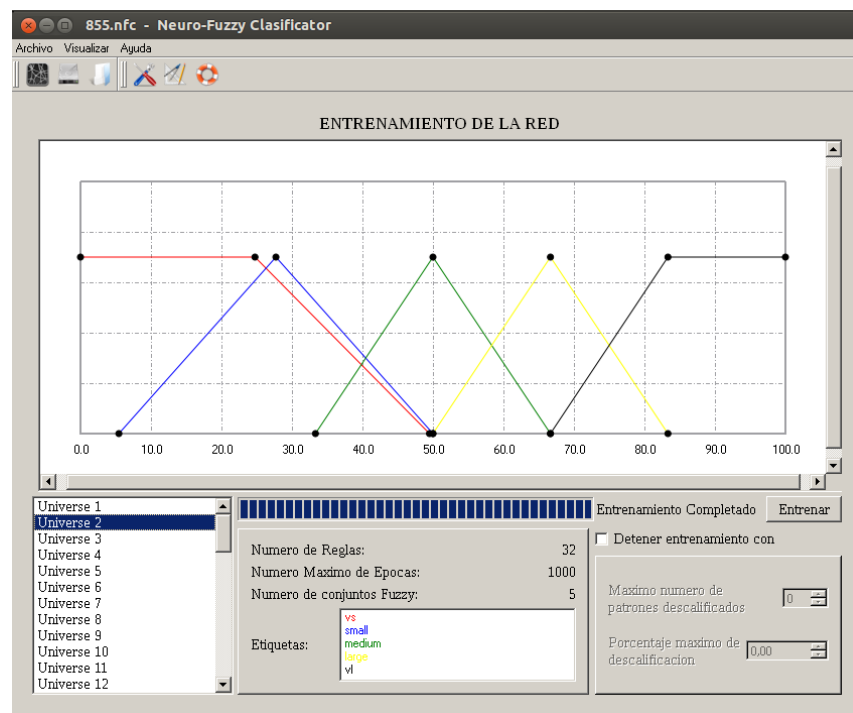 855.nfc - Neuro-Fuzzy Clasificator
Archivo Visualizar Ayuda
ENTRENAMIENTO DE LA RED
0.0 10.0 20.0 30.0 40.0 50.0 60.0 70.0 80.0 90.0 100.0
Universe 1
Universe 2
Universe 3
Universe 4
Universe 5
Universe 6
Universe 7
Universe 8
Universe 9
Universe 10
Universe 11
Universe 12
Entrenamiento Completado Entrenar
Numero de Reglas: 32
Numero Maximo de Epocas: 1000
Numero de conjuntos Fuzzy: 5
Etiquetas:
vs
small
medium
large
vl
Detener entrenamiento con
Maximo numero de
patrones descalificados
0
Porcentaje maximo de
descalificacion
0,00